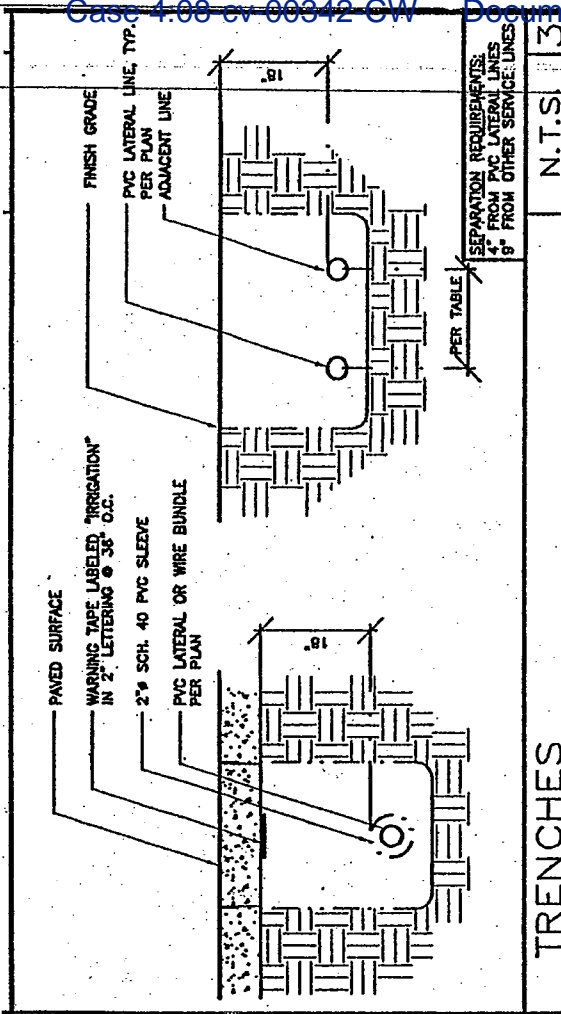 Case 4:08-cv-00342-CW Docum
PAVED SURFACE
WARNING TAPE LABELED "IRRIGATION"
IN 2" LETTERING @ 36" O.C.
2"ø SCH. 40 PVC SLEEVE
PVC LATERAL OR WIRE BUNDLE
PER PLAN
18"
FINISH GRADE
PVC LATERAL LINE, TYP.
PER PLAN
ADJACENT LINE
18"
PER TABLE
SEPARATION REQUIREMENTS:
4" FROM PVC LATERAL LINES
9" FROM OTHER SERVICE LINES
TRENCHES
N.T.S. 3